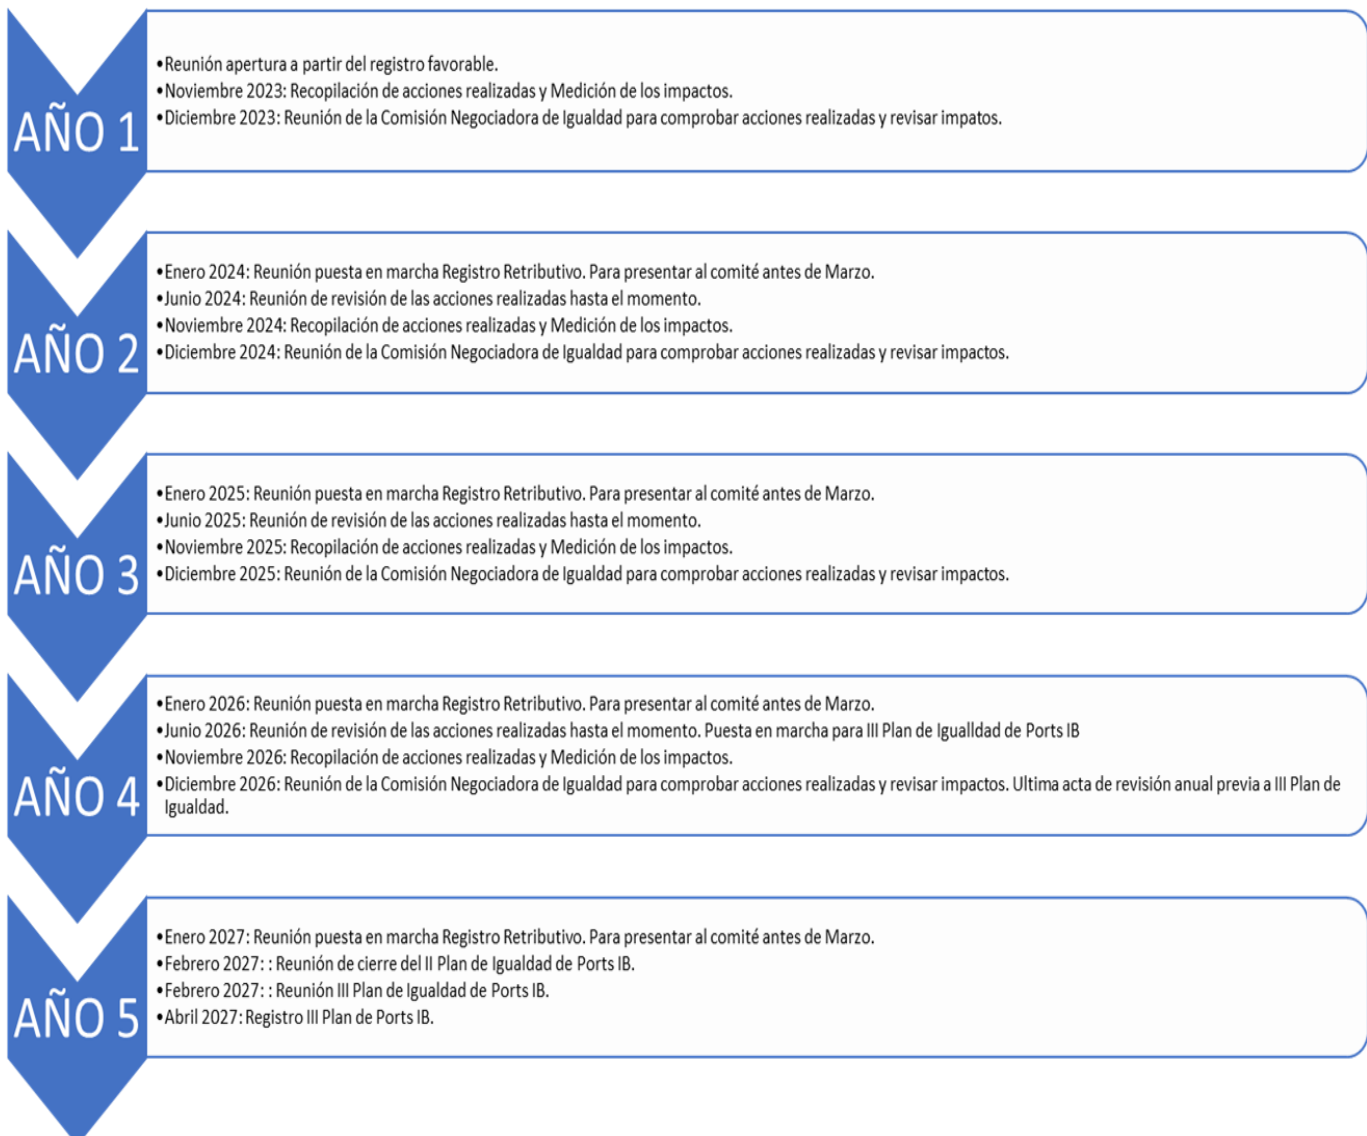 AÑO 1
•Reunión apertura a partir del registro favorable.
•Noviembre 2023: Recopilación de acciones realizadas y Medición de los impactos.
•Diciembre 2023: Reunión de la Comisión Negociadora de Igualdad para comprobar acciones realizadas y revisar impatos.
AÑO 2
•Enero 2024: Reunión puesta en marcha Registro Retributivo. Para presentar al comité antes de Marzo.
•Junio 2024: Reunión de revisión de las acciones realizadas hasta el momento.
•Noviembre 2024: Recopilación de acciones realizadas y Medición de los impactos.
•Diciembre 2024: Reunión de la Comisión Negociadora de Igualdad para comprobar acciones realizadas y revisar impactos.
AÑO 3
•Enero 2025: Reunión puesta en marcha Registro Retributivo. Para presentar al comité antes de Marzo.
•Junio 2025: Reunión de revisión de las acciones realizadas hasta el momento.
•Noviembre 2025: Recopilación de acciones realizadas y Medición de los impactos.
•Diciembre 2025: Reunión de la Comisión Negociadora de Igualdad para comprobar acciones realizadas y revisar impactos.
AÑO 4
•Enero 2026: Reunión puesta en marcha Registro Retributivo. Para presentar al comité antes de Marzo.
•Junio 2026: Reunión de revisión de las acciones realizadas hasta el momento. Puesta en marcha para III Plan de Igualldad de Ports IB
•Noviembre 2026: Recopilación de acciones realizadas y Medición de los impactos.
•Diciembre 2026: Reunión de la Comisión Negociadora de Igualdad para comprobar acciones realizadas y revisar impactos. Ultima acta de revisión anual previa a III Plan de
Igualdad.
AÑO 5
•Enero 2027: Reunión puesta en marcha Registro Retributivo. Para presentar al comité antes de Marzo.
•Febrero 2027: : Reunión de cierre del II Plan de Igualdad de Ports IB.
•Febrero 2027: : Reunión III Plan de Igualdad de Ports IB.
•Abril 2027: Registro III Plan de Ports IB.